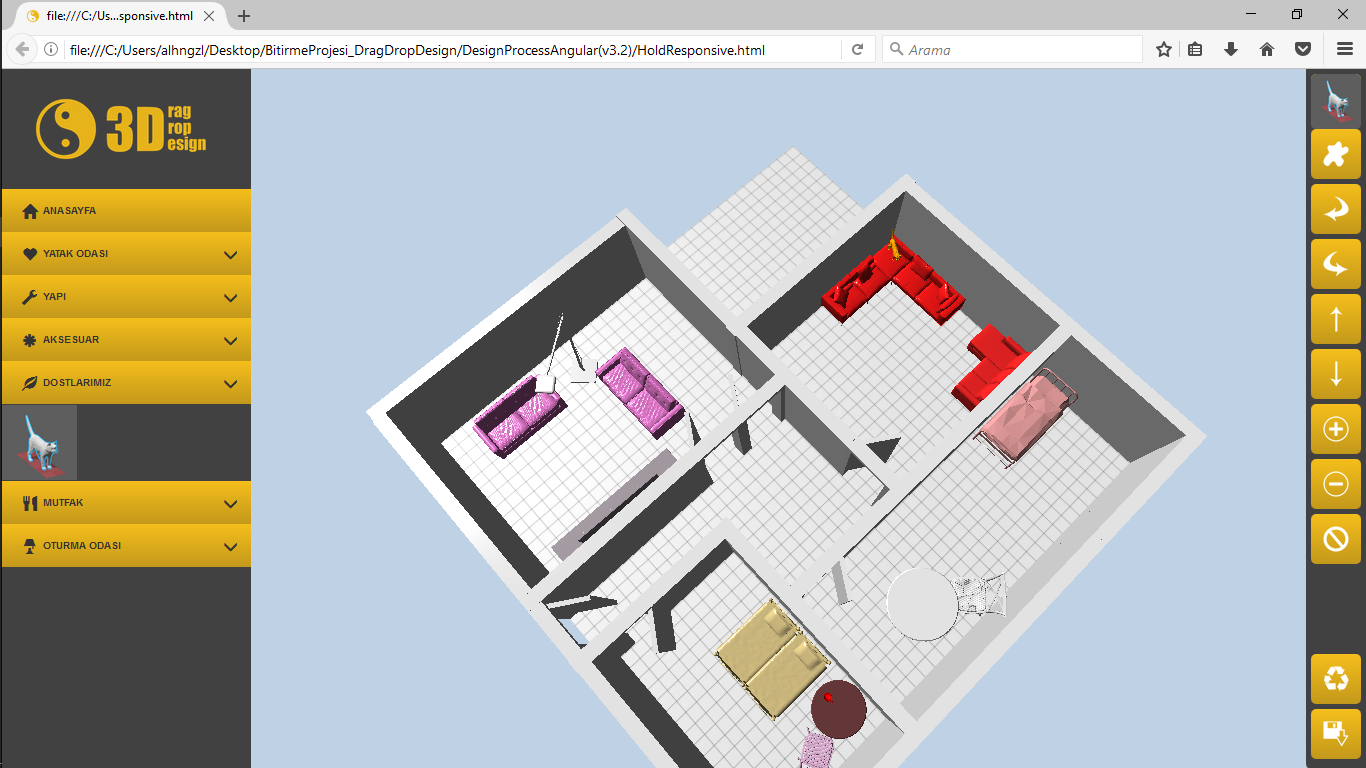 file:///C:/Us...sponsive.html
file:///C:/Users/alhngzl/Desktop/BitirmeProjesi_DragDropDesign/DesignProcessAngular(v3.2)/HoldResponsive.html
Arama
3D rag
rop
esign
ANASAYFA
YATAK ODASI
YAPI
AKSESUAR
DOSTLARIMIZ
MUTFAK
OTURMA ODASI